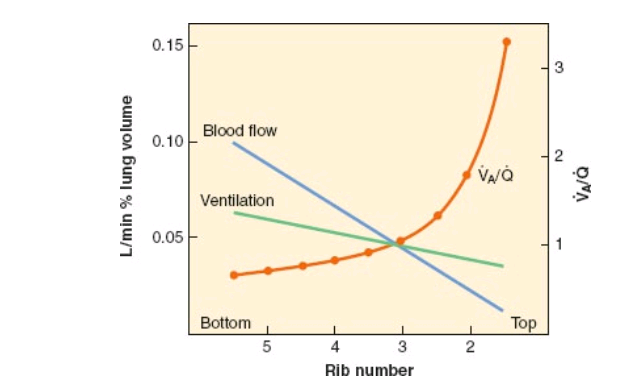 0.15
0.10
0.05
L/min % lung volume
Blood flow
Ventilation
V̇A/Q̇
3
2
1
V̇A/Q̇
Bottom
Top
5 4 3 2
Rib number